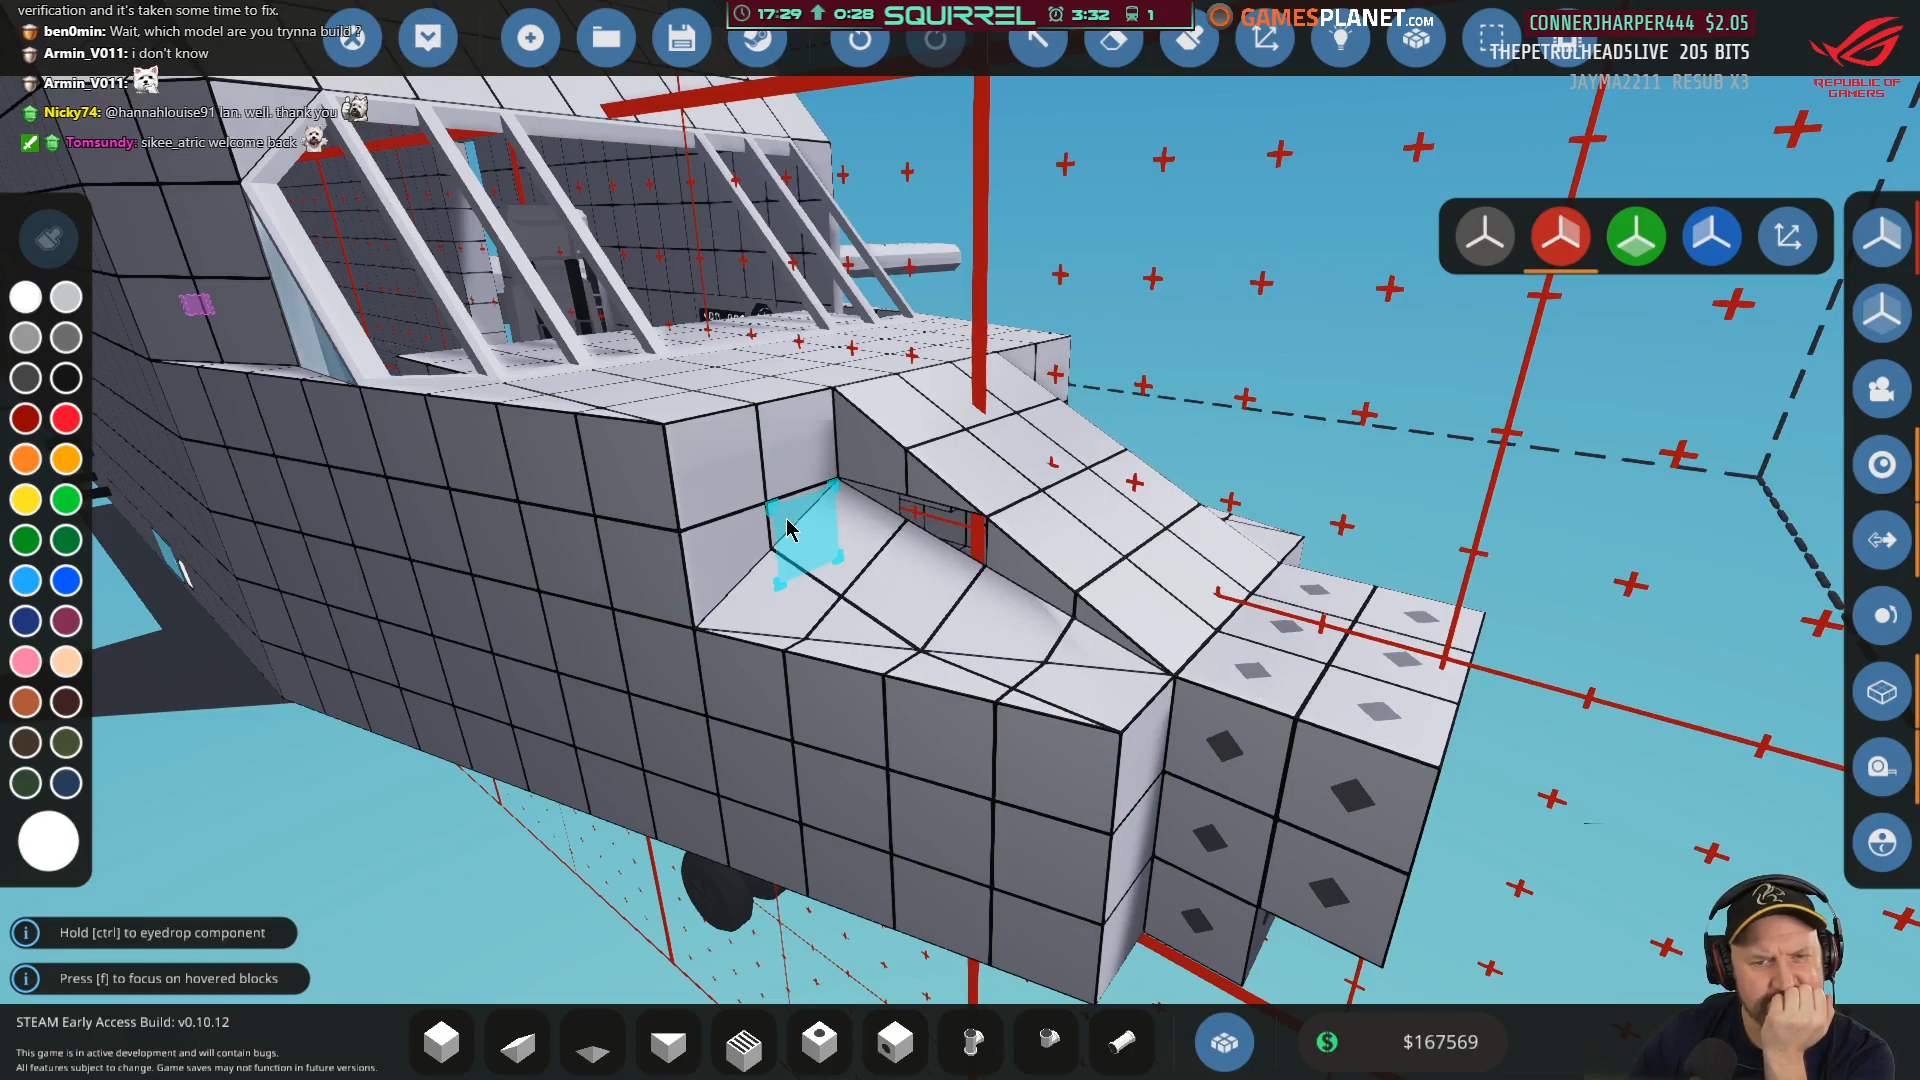 verification and it's taken some time to fix.
ben0min: Wait, which model are you trynna build ?
Armin_V011: i don't know
Armin_V011:
Nicky74: @hannahlouise91 Ian. well. thank you
Tomsundy: sikee_atric welcome back
17:29 0:28 SQUIRREL 3:32 1
GAMESPLANET.COM
CONNERJHARPER444 $2.05
THEPETROLHEAD5LIVE 205 BITS
JAYMA2211 RESUB X3
REPUBLIC OF
GAMERS
Hold [ctrl] to eyedrop component
Press [f] to focus on hovered blocks
STEAM Early Access Build: v0.10.12
This game is in active development and will contain bugs.
All features subject to change. Game saves may not function in future versions.
$167569